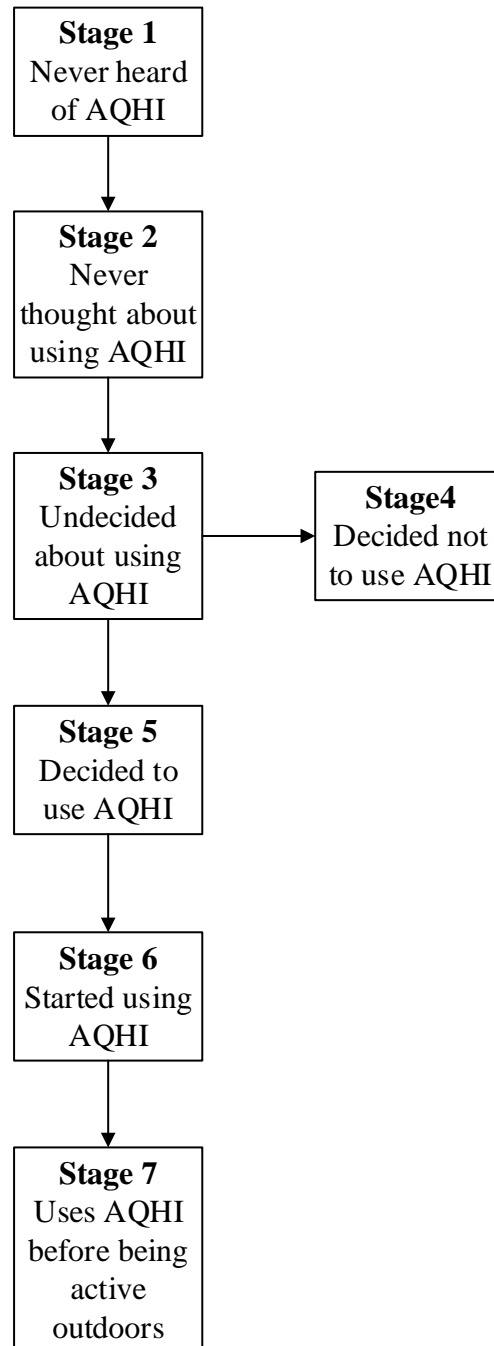 Stage 1
Never heard
of AQHI
Stage 2
Never
thought about
using AQHI
Stage 3
Undecided
about using
AQHI
Stage4
Decided not
to use AQHI
Stage 5
Decided to
use AQHI
Stage 6
Started using
AQHI
Stage 7
Uses AQHI
before being
active
outdoors